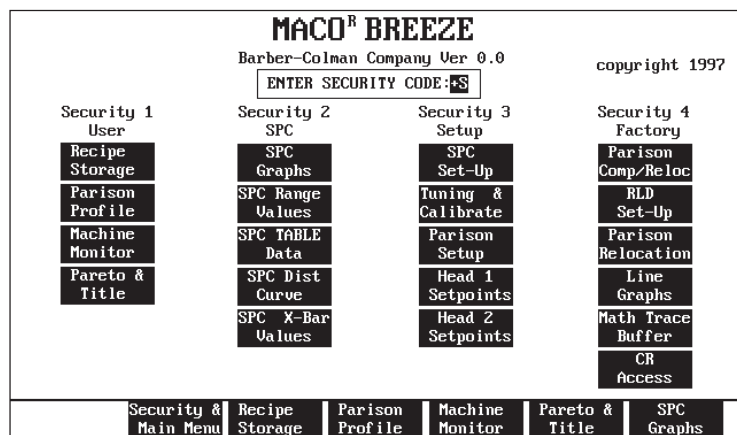 MACOᴿ BREEZE
Barber-Colman Company Ver 0.0
copyright 1997
ENTER SECURITY CODE:+S
Security 1
User
Recipe
Storage
Parison
Profile
Machine
Monitor
Pareto &
Title
Security 2
SPC
SPC
Graphs
SPC Range
Values
SPC TABLE
Data
SPC Dist
Curve
SPC X-Bar
Values
Security 3
Setup
SPC
Set-Up
Tuning &
Calibrate
Parison
Setup
Head 1
Setpoints
Head 2
Setpoints
Security 4
Factory
Parison
Comp/Reloc
RLD
Set-Up
Parison
Relocation
Line
Graphs
Math Trace
Buffer
CR
Access
Security &
Main Menu
Recipe
Storage
Parison
Profile
Machine
Monitor
Pareto &
Title
SPC
Graphs